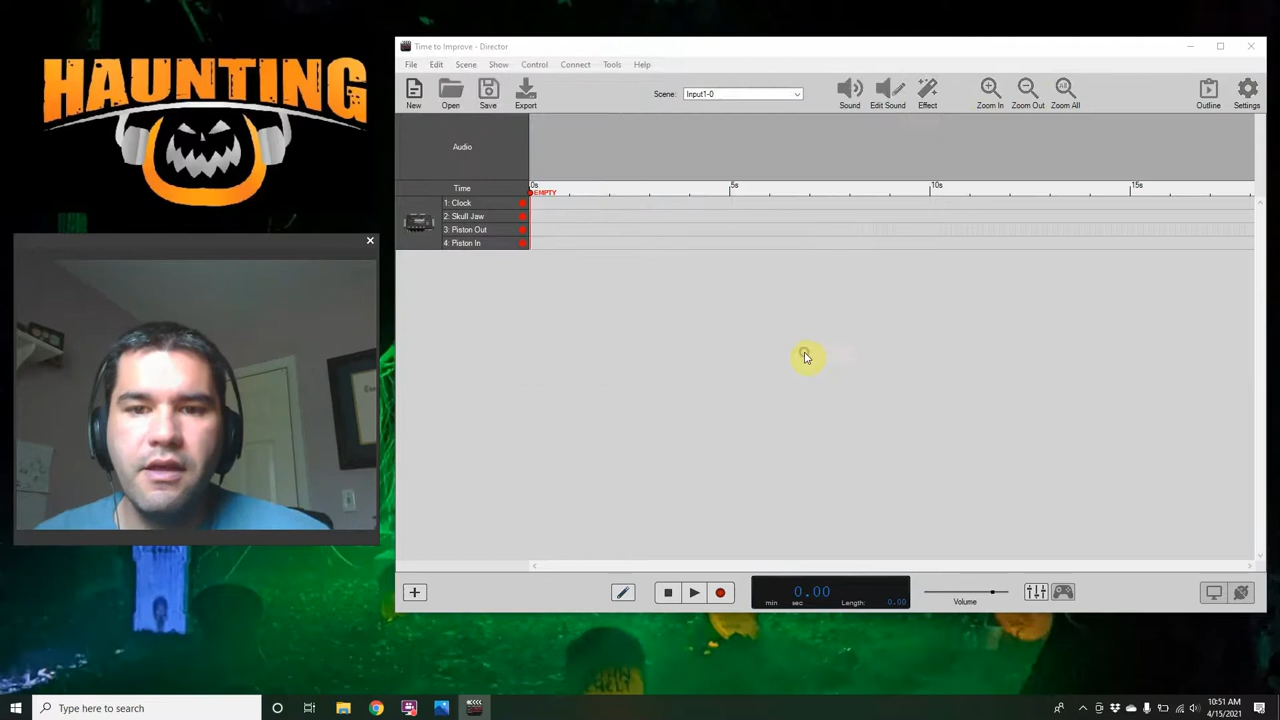 HAUNTING
Time to Improve - Director
File Edit Scene Show Control Connect Tools Help
New Open Save Export Scene: Input1-0 Sound Edit Sound Effect Zoom In Zoom Out Zoom All Outline Settings
Audio
Time 0s 5s 10s 15s
EMPTY
1: Clock
2: Skull Jaw
3: Piston Out
4: Piston In
0.00
min sec Length: 0.00 Volume
Type here to search
10:51 AM
4/15/2021